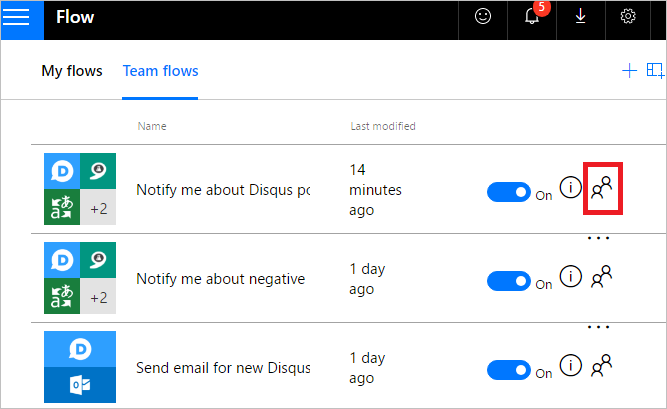 Flow
5
My flows
Team flows
Name
Last modified
+2
Notify me about Disqus po
14
minutes
ago
On
+2
Notify me about negative
1 day
ago
On
Send email for new Disqus
1 day
ago
On